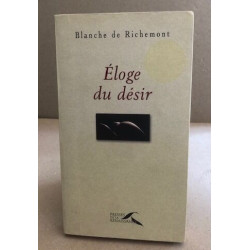 Blanche de Richemont
Éloge
du désir